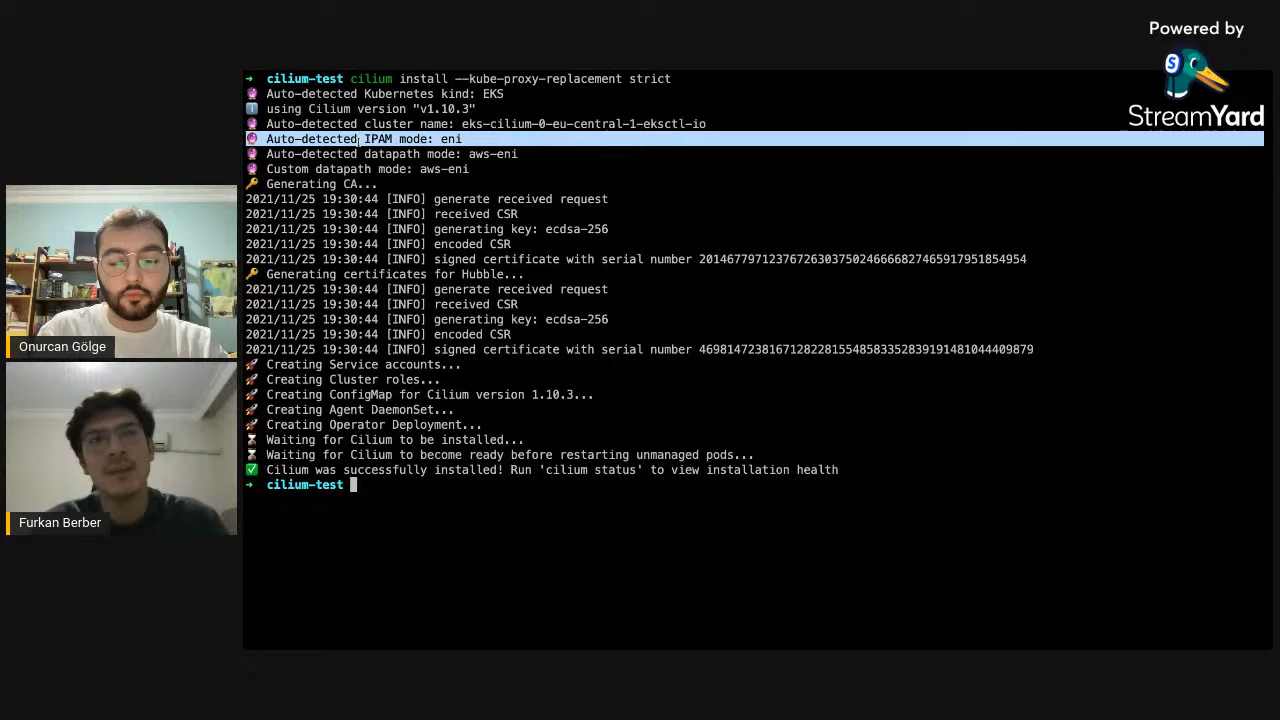 Powered by
S
StreamYard
➜ cilium-test cilium install --kube-proxy-replacement strict
🔮 Auto-detected Kubernetes kind: EKS
ℹ️ using Cilium version "v1.10.3"
🔮 Auto-detected cluster name: eks-cilium-0-eu-central-1-eksctl-io
🔮 Auto-detected IPAM mode: eni
🔮 Auto-detected datapath mode: aws-eni
🔮 Custom datapath mode: aws-eni
🔑 Generating CA...
2021/11/25 19:30:44 [INFO] generate received request
2021/11/25 19:30:44 [INFO] received CSR
2021/11/25 19:30:44 [INFO] generating key: ecdsa-256
2021/11/25 19:30:44 [INFO] encoded CSR
2021/11/25 19:30:44 [INFO] signed certificate with serial number 201467797123767263037502466668274659179518549​54
🔑 Generating certificates for Hubble...
2021/11/25 19:30:44 [INFO] generate received request
2021/11/25 19:30:44 [INFO] received CSR
2021/11/25 19:30:44 [INFO] generating key: ecdsa-256
2021/11/25 19:30:44 [INFO] encoded CSR
2021/11/25 19:30:44 [INFO] signed certificate with serial number 469814723816712822815548583352839191481044409879
🚀 Creating Service accounts...
🚀 Creating Cluster roles...
🚀 Creating ConfigMap for Cilium version 1.10.3...
🚀 Creating Agent DaemonSet...
🚀 Creating Operator Deployment...
⌛ Waiting for Cilium to be installed...
⌛ Waiting for Cilium to become ready before restarting unmanaged pods...
✅ Cilium was successfully installed! Run 'cilium status' to view installation health
➜ cilium-test
Onurcan Gölge
Furkan Berber